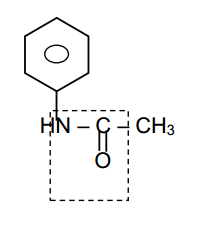 HN – C – CH₃
O